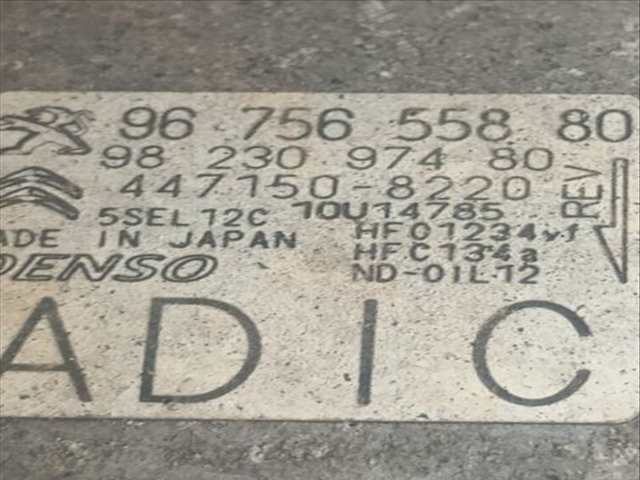 96 756 558 80
98 230 974 80
447150-8220
5SEL12C 10U14785
REV
ADE IN JAPAN HFO1234yf
HFC134a
DENSO ND-OIL12
ADIC